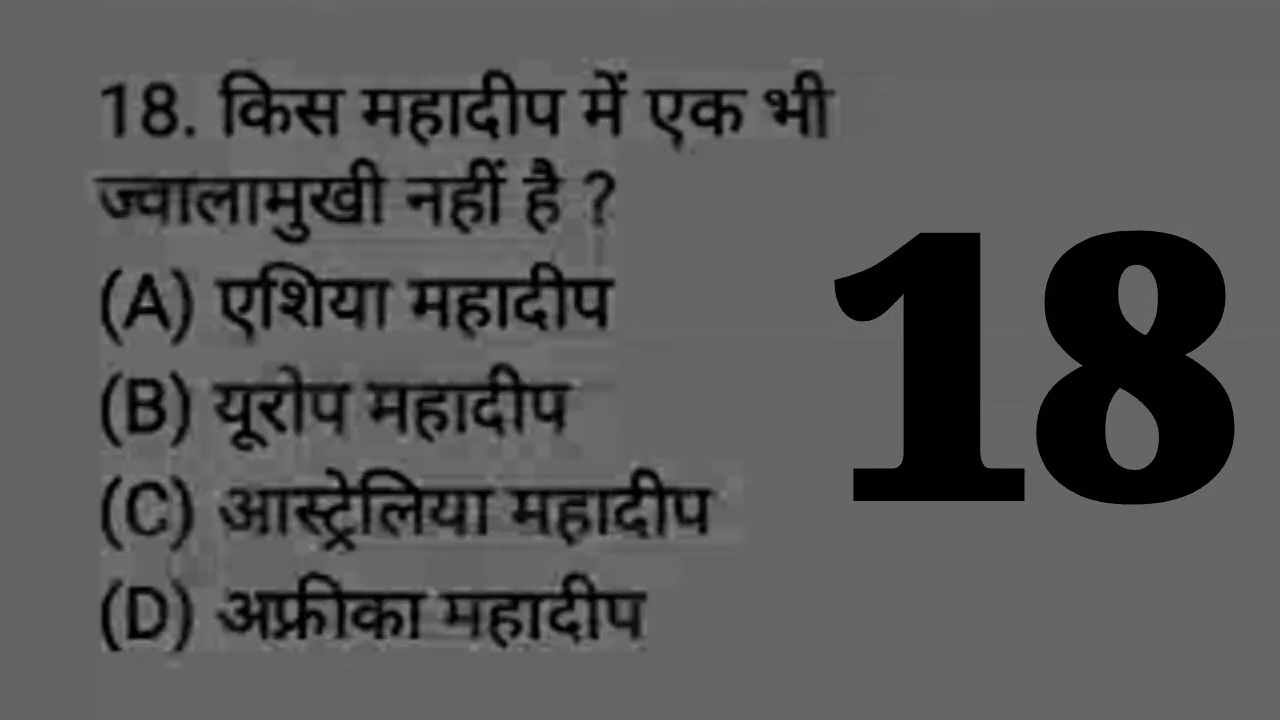 18. किस महादीप में एक भी
ज्वालामुखी नहीं है ?
(A) एशिया महादीप
(B) यूरोप महादीप
(C) आस्ट्रेलिया महादीप
(D) अफ्रीका महादीप
18